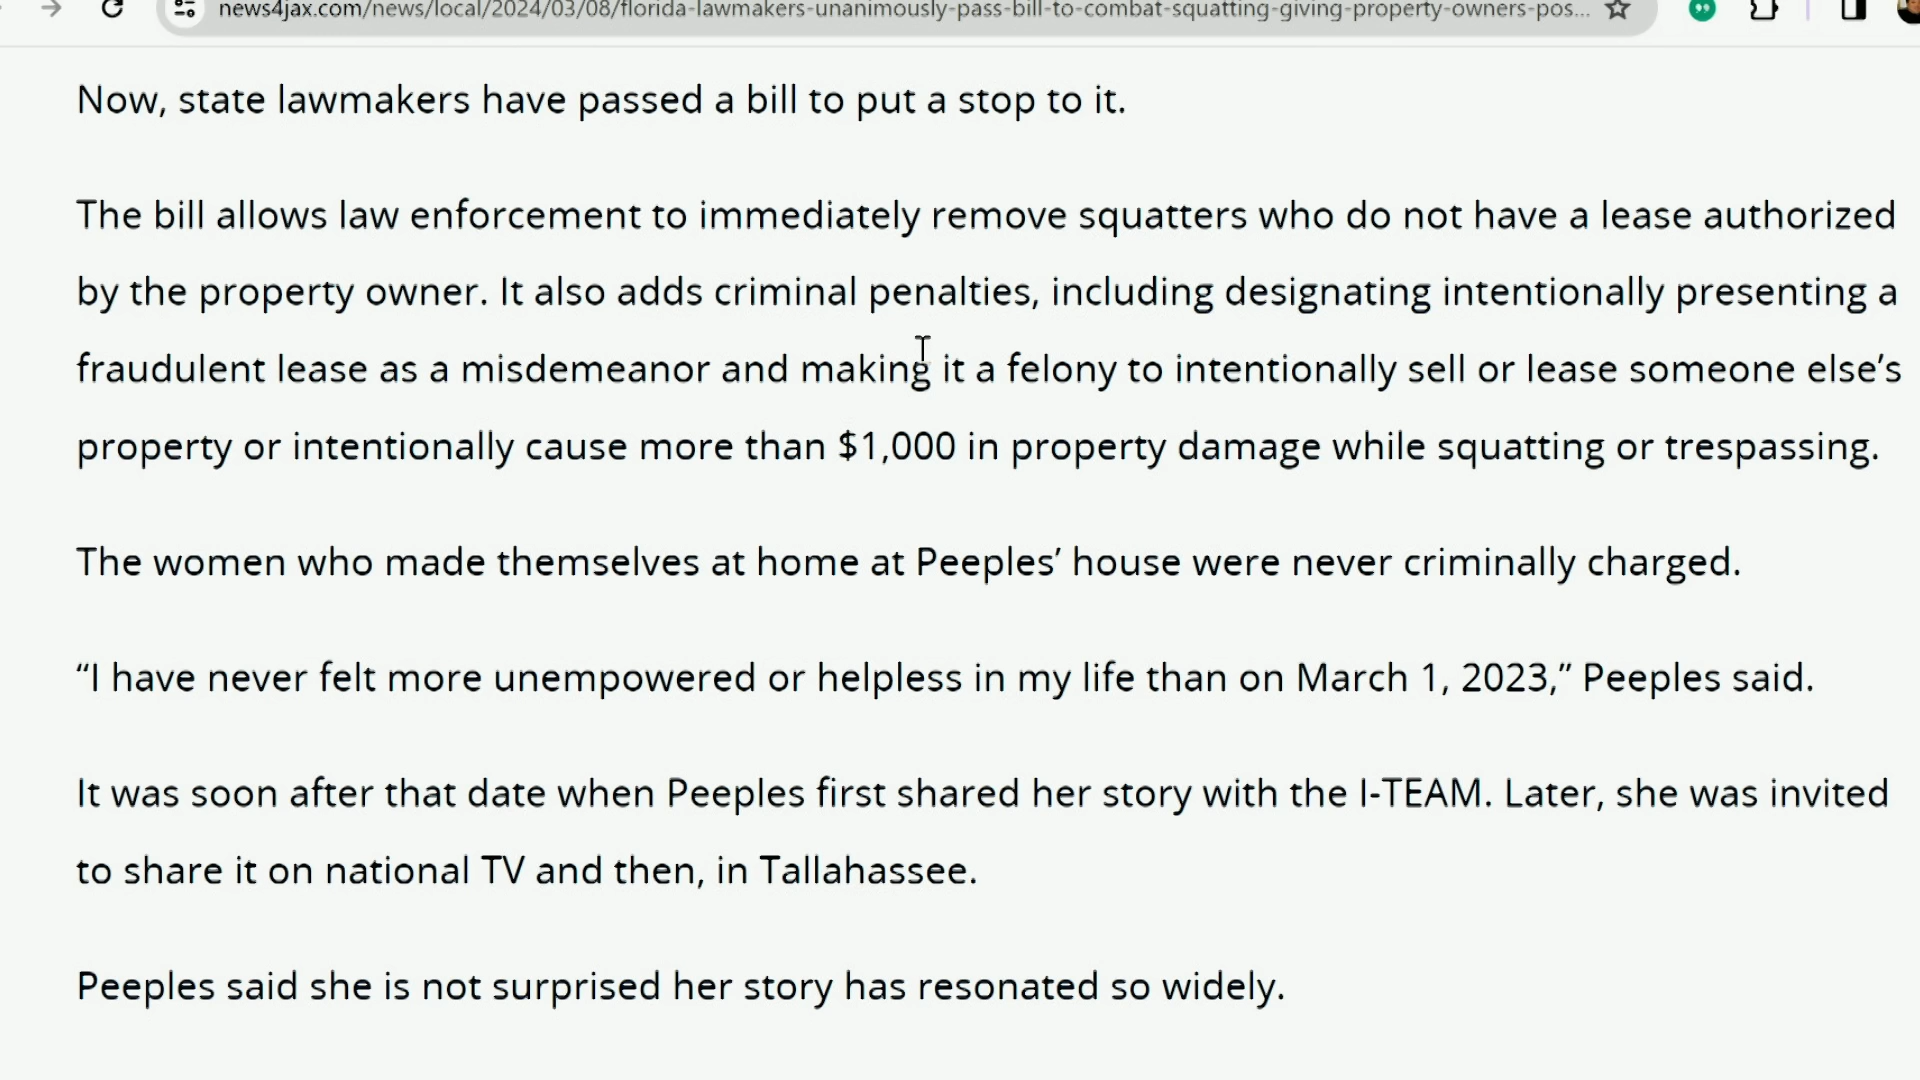 news4jax.com/news/local/2024/03/08/florida-lawmakers-unanimously-pass-bill-to-combat-squatting-giving-property-owners-pos...
Now, state lawmakers have passed a bill to put a stop to it.
The bill allows law enforcement to immediately remove squatters who do not have a lease authorized
by the property owner. It also adds criminal penalties, including designating intentionally presenting a
fraudulent lease as a misdemeanor and making it a felony to intentionally sell or lease someone else’s
property or intentionally cause more than $1,000 in property damage while squatting or trespassing.
The women who made themselves at home at Peeples’ house were never criminally charged.
“I have never felt more unempowered or helpless in my life than on March 1, 2023,” Peeples said.
It was soon after that date when Peeples first shared her story with the I-TEAM. Later, she was invited
to share it on national TV and then, in Tallahassee.
Peeples said she is not surprised her story has resonated so widely.